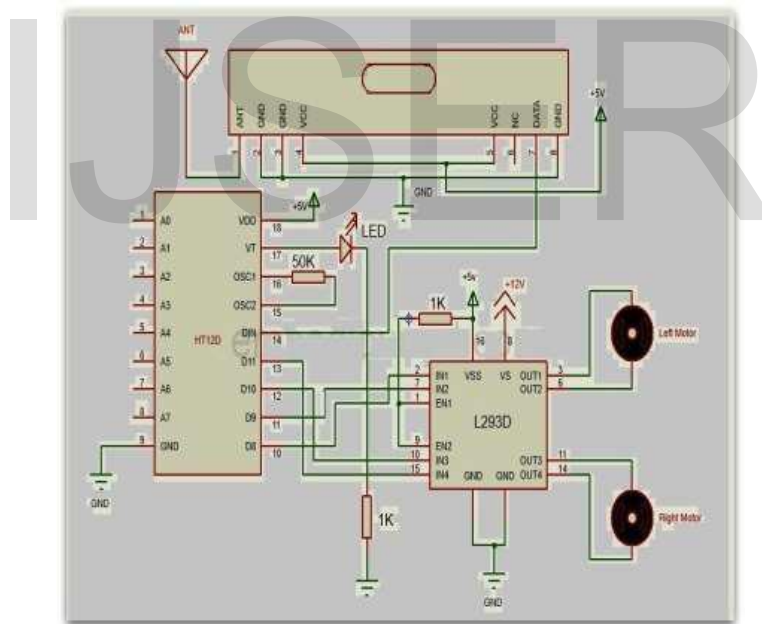 IJSER
ANT
ANT
GND
GND
VCC
VCC
NC
DATA
GND
1
2
3
4
5
6
7
8
+5V
GND
+5V
LED
1 A0 VDD 18
2 A1 VT 17
50K
3 A2 OSC1 16
4 A3 OSC2 15
5 A4 DIN 14
HT12D
6 A5 D11 13
7 A6 D10 12
8 A7 D9 11
9 GND D8 10
GND
1K
+5v
+12V
1K
16 8
VSS VS
2 IN1 OUT1 3
7 IN2 OUT2 6
1 EN1
L293D
9 EN2
10 IN3 OUT3 11
15 IN4 OUT4 14
GND GND
GND
Left Motor
Right Motor